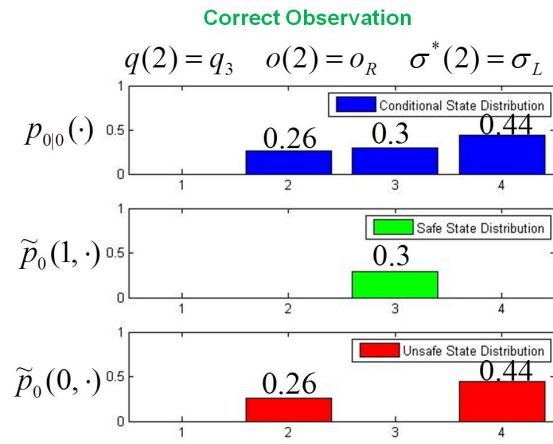 Correct Observation
q(2) = q₃ o(2) = o_R σ*(2) = σ_L
p₀|₀(·)
1
0.5
0
Conditional State Distribution
0.26
0.3
0.44
1 2 3 4
p̃₀(1,·)
1
0.5
0
Safe State Distribution
0.3
1 2 3 4
p̃₀(0,·)
1
0.5
0
Unsafe State Distribution
0.26
0.44
1 2 3 4